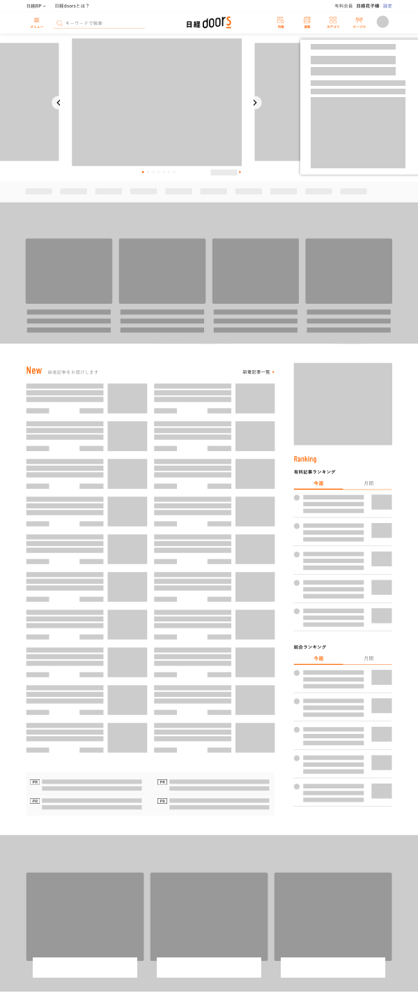 日経BP 日経doorsとは？ 有料会員 日経花子様 設定
メニュー キーワードで検索 日経doors 特集 連載 カテゴリ ピープル
New 新着記事をお届けします 新着記事一覧
Ranking
有料記事ランキング
今週 月間
総合ランキング
今週 月間
PR PR
PR PR